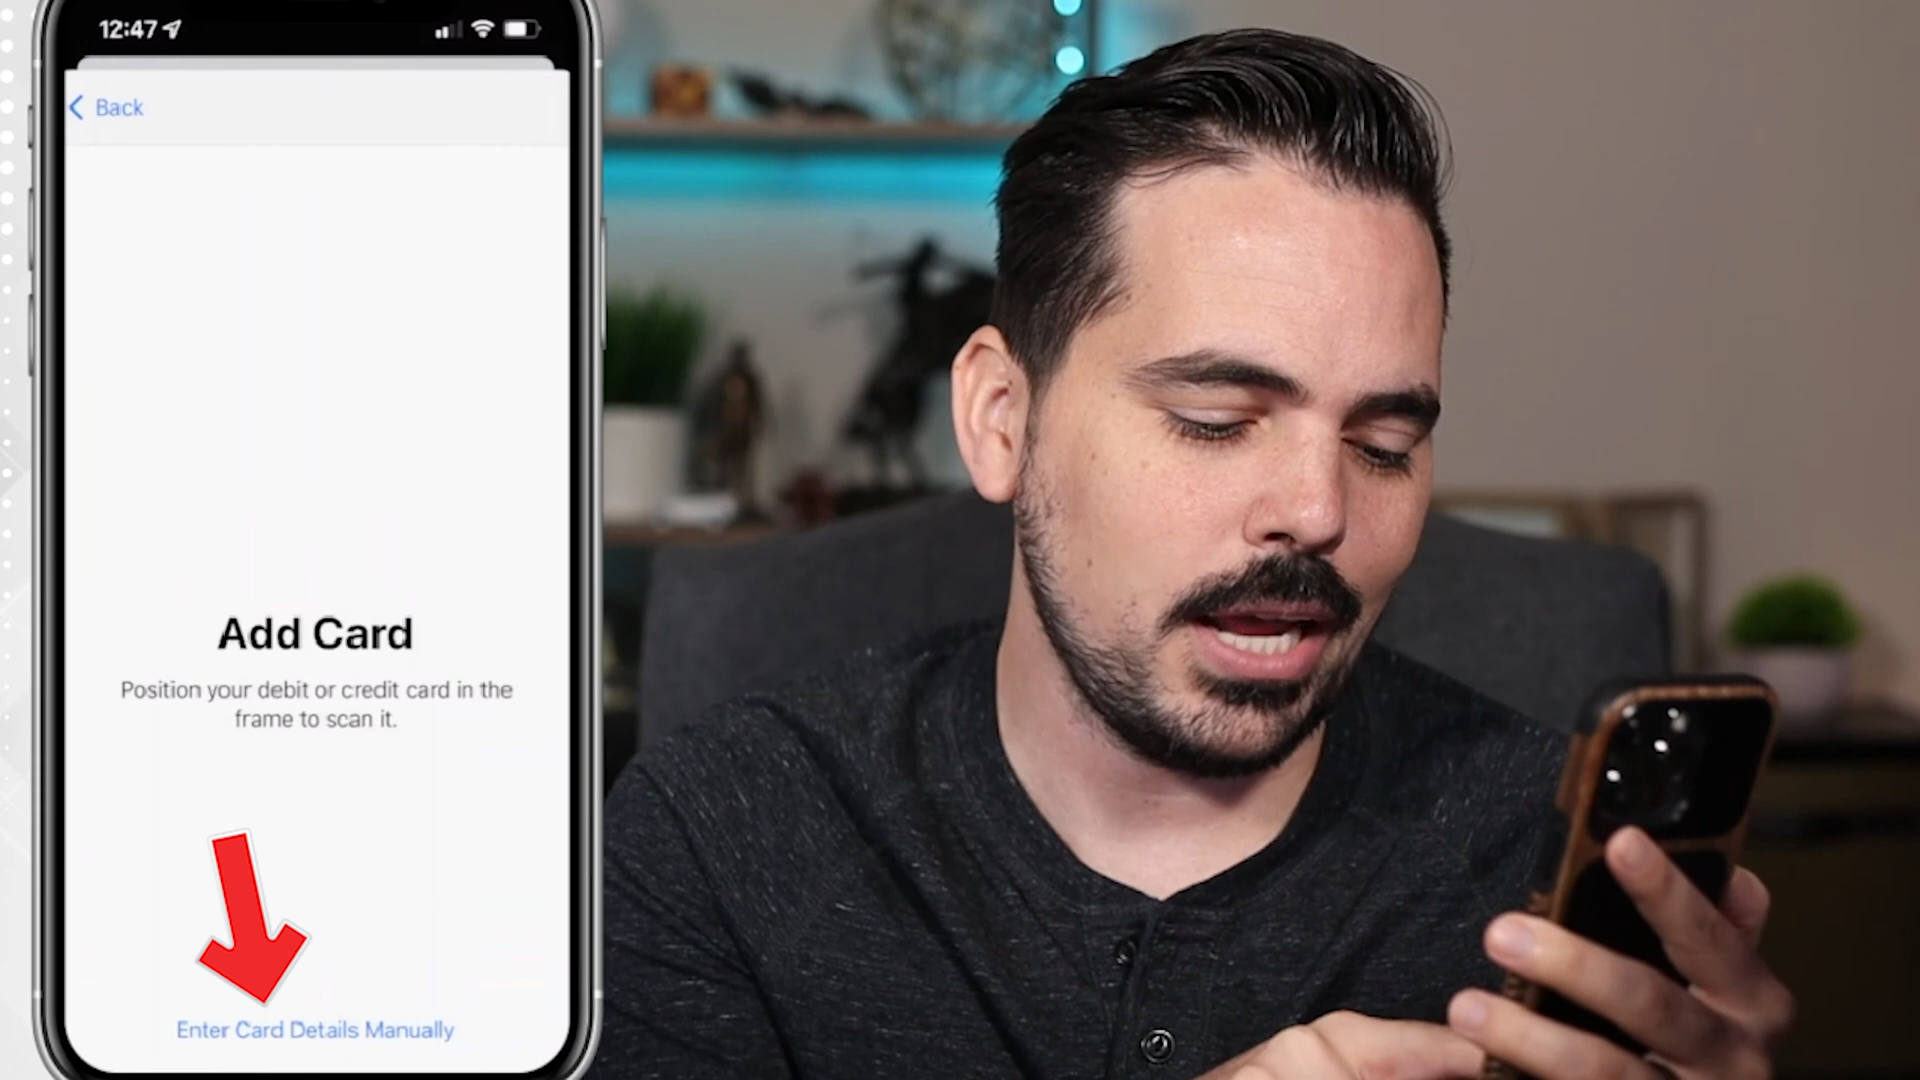 12:47
Back
Add Card
Position your debit or credit card in the
frame to scan it.
Enter Card Details Manually